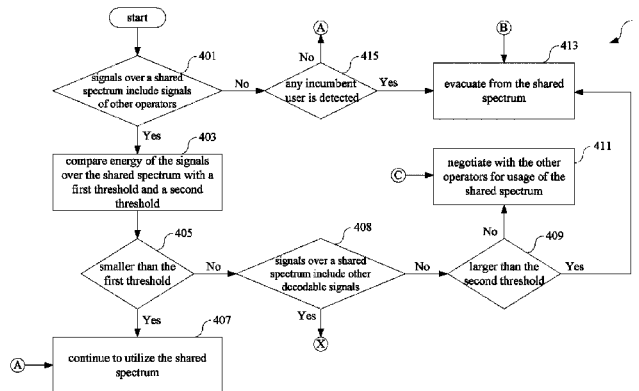 start
401
signals over a shared
spectrum include signals
of other operators
No
Yes
A
No
415
any incumbent
user is detected
Yes
B
413
evacuate from the shared
spectrum
403
compare energy of the signals
over the shared spectrum with a
first threshold and a second
threshold
C
411
negotiate with the other
operators for usage of the
shared spectrum
No
405
smaller than the
first threshold
No
Yes
408
signals over a shared
spectrum include other
decodable signals
No
Yes
X
409
larger than the
second threshold
Yes
407
A
continue to utilize the shared
spectrum